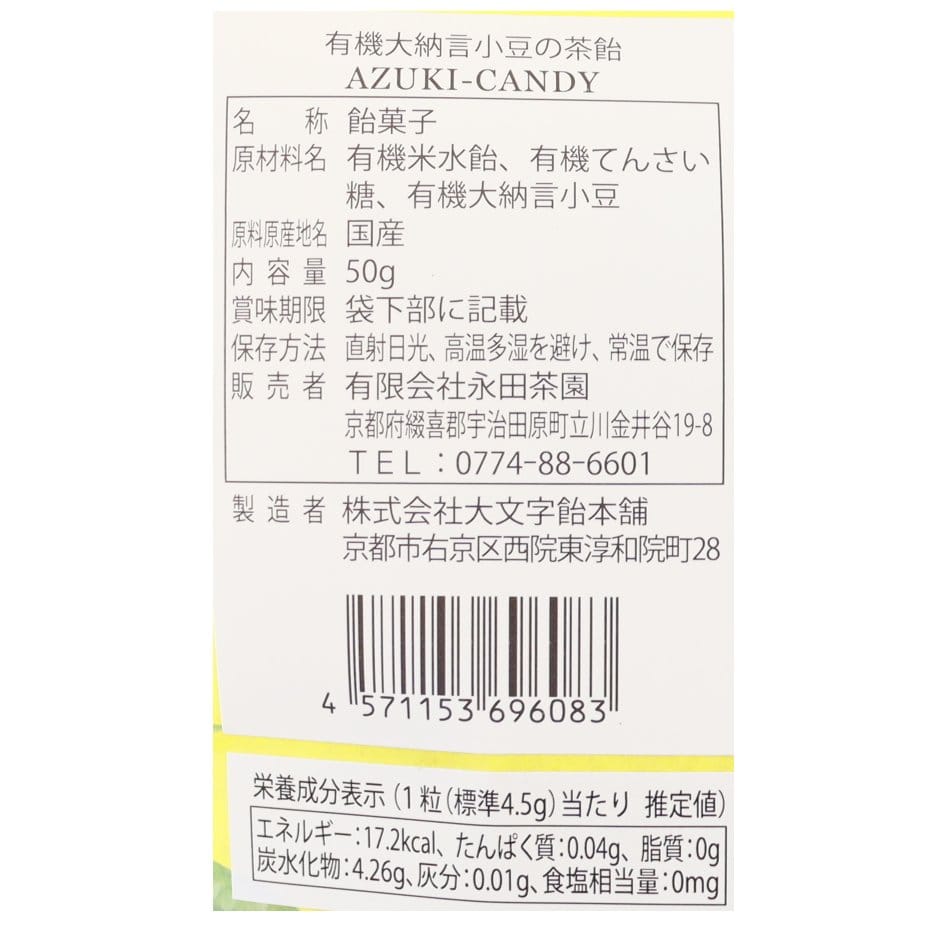 有機大納言小豆の茶飴
AZUKI-CANDY
名称 飴菓子
原材料名 有機米水飴、有機てんさい
糖、有機大納言小豆
原料原産地名 国産
内容量 50g
賞味期限 袋下部に記載
保存方法 直射日光、高温多湿を避け、常温で保存
販売者 有限会社永田茶園
京都府綴喜郡宇治田原町立川金井谷19-8
TEL：0774-88-6601
製造者 株式会社大文字飴本舗
京都市右京区西院東淳和院町28
4 571153 696083
栄養成分表示（1粒（標準4.5g）当たり 推定値）
エネルギー：17.2kcal、たんぱく質：0.04g、脂質：0g
炭水化物：4.26g、灰分：0.01g、食塩相当量：0mg